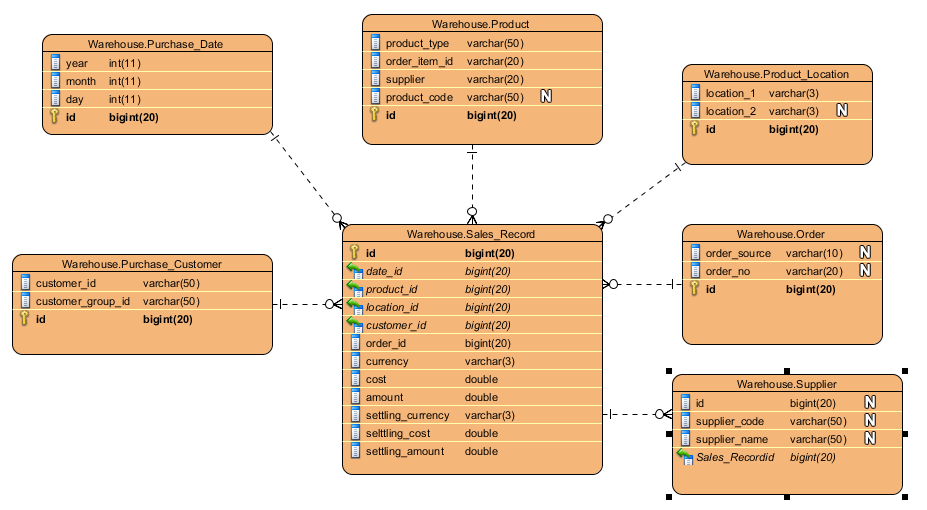 Warehouse.Purchase_Date
year int(11)
month int(11)
day int(11)
id bigint(20)
Warehouse.Product
product_type varchar(50)
order_item_id varchar(20)
supplier varchar(20)
product_code varchar(50) N
id bigint(20)
Warehouse.Product_Location
location_1 varchar(3)
location_2 varchar(3) N
id bigint(20)
Warehouse.Purchase_Customer
customer_id varchar(50)
customer_group_id varchar(50)
id bigint(20)
Warehouse.Sales_Record
id bigint(20)
date_id bigint(20)
product_id bigint(20)
location_id bigint(20)
customer_id bigint(20)
order_id bigint(20)
currency varchar(3)
cost double
amount double
settling_currency varchar(3)
selttling_cost double
settling_amount double
Warehouse.Order
order_source varchar(10) N
order_no varchar(20) N
id bigint(20)
Warehouse.Supplier
id bigint(20) N
supplier_code varchar(50) N
supplier_name varchar(50) N
Sales_Recordid bigint(20)